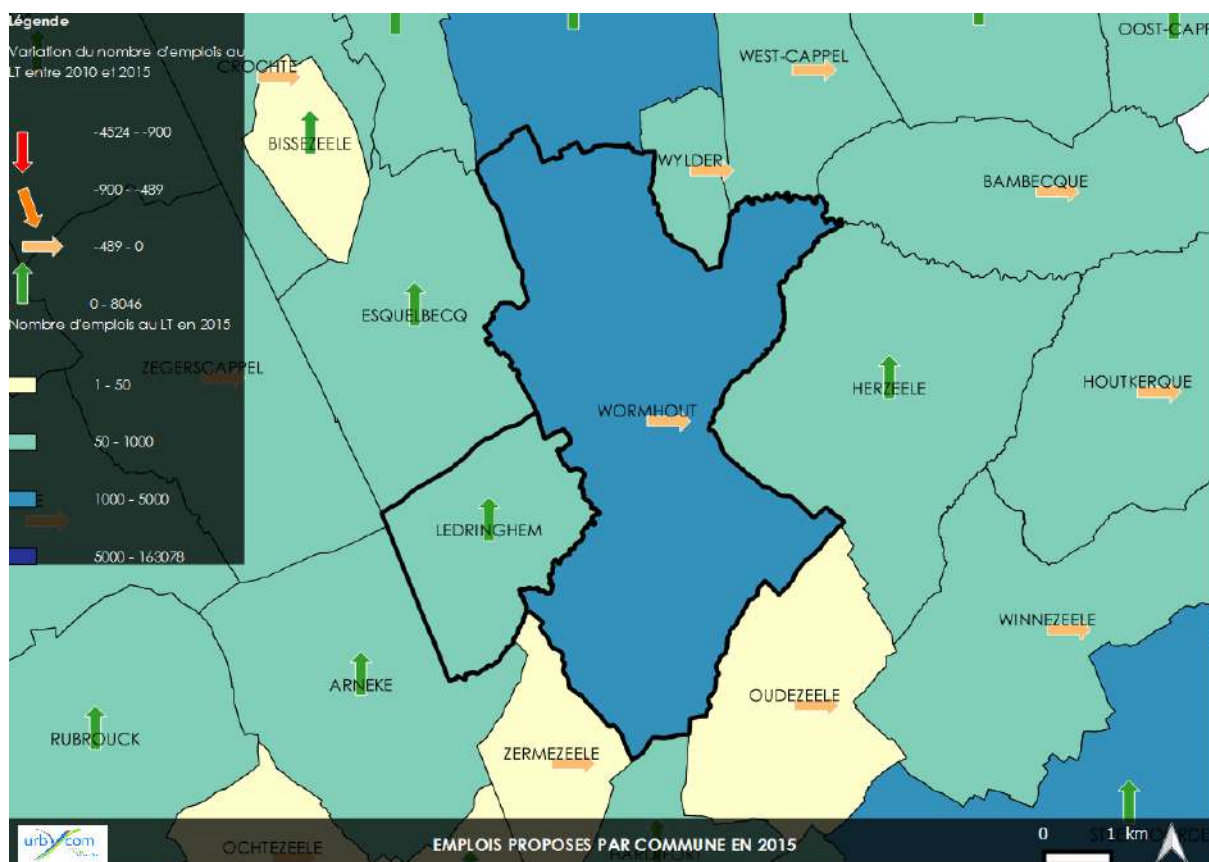 Légende
Variation du nombre d'emplois au
LT entre 2010 et 2015
-4524 - -900
-900 - -489
-489 - 0
0 - 8046
Nombre d'emplois au LT en 2015
1 - 50
50 - 1000
1000 - 5000
5000 - 163078
CROCHTE
BISSEZEELE
WEST-CAPPEL
WYLDER
BAMBECQUE
ESQUELBECQ
ZEGERSCAPPEL
HERZEELE
HOUTKERQUE
WORMHOUT
LEDRINGHEM
WINNEZEELE
ARNEKE
OUDEZEELE
RUBROUCK
ZERMEZEELE
OCHTEZEELE
HARDIFORT
urbycom
EMPLOIS PROPOSES PAR COMMUNE EN 2015
0 1 km